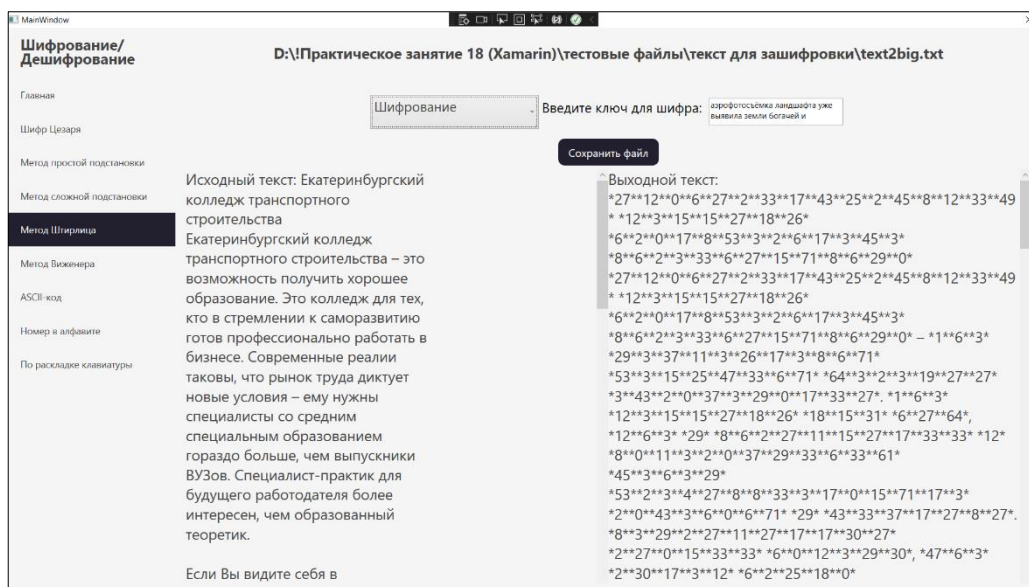 MainWindow
Шифрование/
Дешифрование
D:\!Практическое занятие 18 (Xamarin)\тестовые файлы\текст для зашифровки\text2big.txt
Главная
Шифр Цезаря
Метод простой подстановки
Метод сложной подстановки
Метод Штирлица
Метод Виженера
ASCII-код
Номер в алфавите
По раскладке клавиатуры
Шифрование
Введите ключ для шифра:
аэрофотосъёмка ландшафта уже
выявила земли богачей и
Сохранить файл
Исходный текст: Екатеринбургский
колледж транспортного
строительства
Екатеринбургский колледж
транспортного строительства – это
возможность получить хорошее
образование. Это колледж для тех,
кто в стремлении к саморазвитию
готов профессионально работать в
бизнесе. Современные реалии
таковы, что рынок труда диктует
новые условия – ему нужны
специалисты со средним
специальным образованием
гораздо больше, чем выпускники
ВУЗов. Специалист-практик для
будущего работодателя более
интересен, чем образованный
теоретик.
Если Вы видите себя в
Выходной текст:
*27**12**0**6**27**2**33**17**43**25**2**45**8**12**33**49
* *12**3**15**15**27**18**26*
*6**2**0**17**8**53**3**2**6**17**3**45**3*
*8**6**2**3**33**6**27**15**71**8**6**29**0*
*27**12**0**6**27**2**33**17**43**25**2**45**8**12**33**49
* *12**3**15**15**27**18**26*
*6**2**0**17**8**53**3**2**6**17**3**45**3*
*8**6**2**3**33**6**27**15**71**8**6**29**0* – *1**6**3*
*29**3**37**11**3**26**17**3**8**6**71*
*53**3**15**25**47**33**6**71* *64**3**2**3**19**27**27*
*3**43**2**0**37**3**29**0**17**33**27*. *1**6**3*
*12**3**15**15**27**18**26* *18**15**31* *6**27**64*,
*12**6**3* *29* *8**6**2**27**11**15**27**17**33**33* *12*
*8**0**11**3**2**0**37**29**33**6**33**61*
*45**3**6**3**29*
*53**2**3**4**27**8**8**33**3**17**0**15**71**17**3*
*2**0**43**3**6**0**6**71* *29* *43**33**37**17**27**8**27*.
*8**3**29**2**27**11**27**17**17**30**27*
*2**27**0**15**33**33* *6**0**12**3**29**30*, *47**6**3*
*2**30**17**3**12* *6**2**25**18**0*